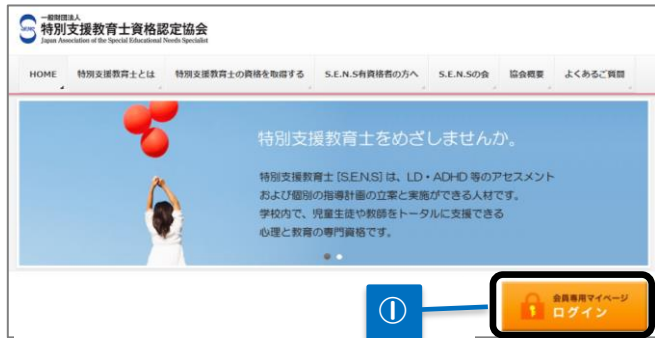 一般財団法人
特別支援教育士資格認定協会
Japan Association of the Special Educational Needs Specialist
HOME 特別支援教育士とは 特別支援教育士の資格を取得する S.E.N.S有資格者の方へ S.E.N.Sの会 協会概要 よくあるご質問
特別支援教育士をめざしませんか。
特別支援教育士 [S.E.N.S] は、LD・ADHD 等のアセスメント
および個別の指導計画の立案と実施ができる人材です。
学校内で、児童生徒や教師をトータルに支援できる
心理と教育の専門資格です。
①
会員専用マイページ
ログイン